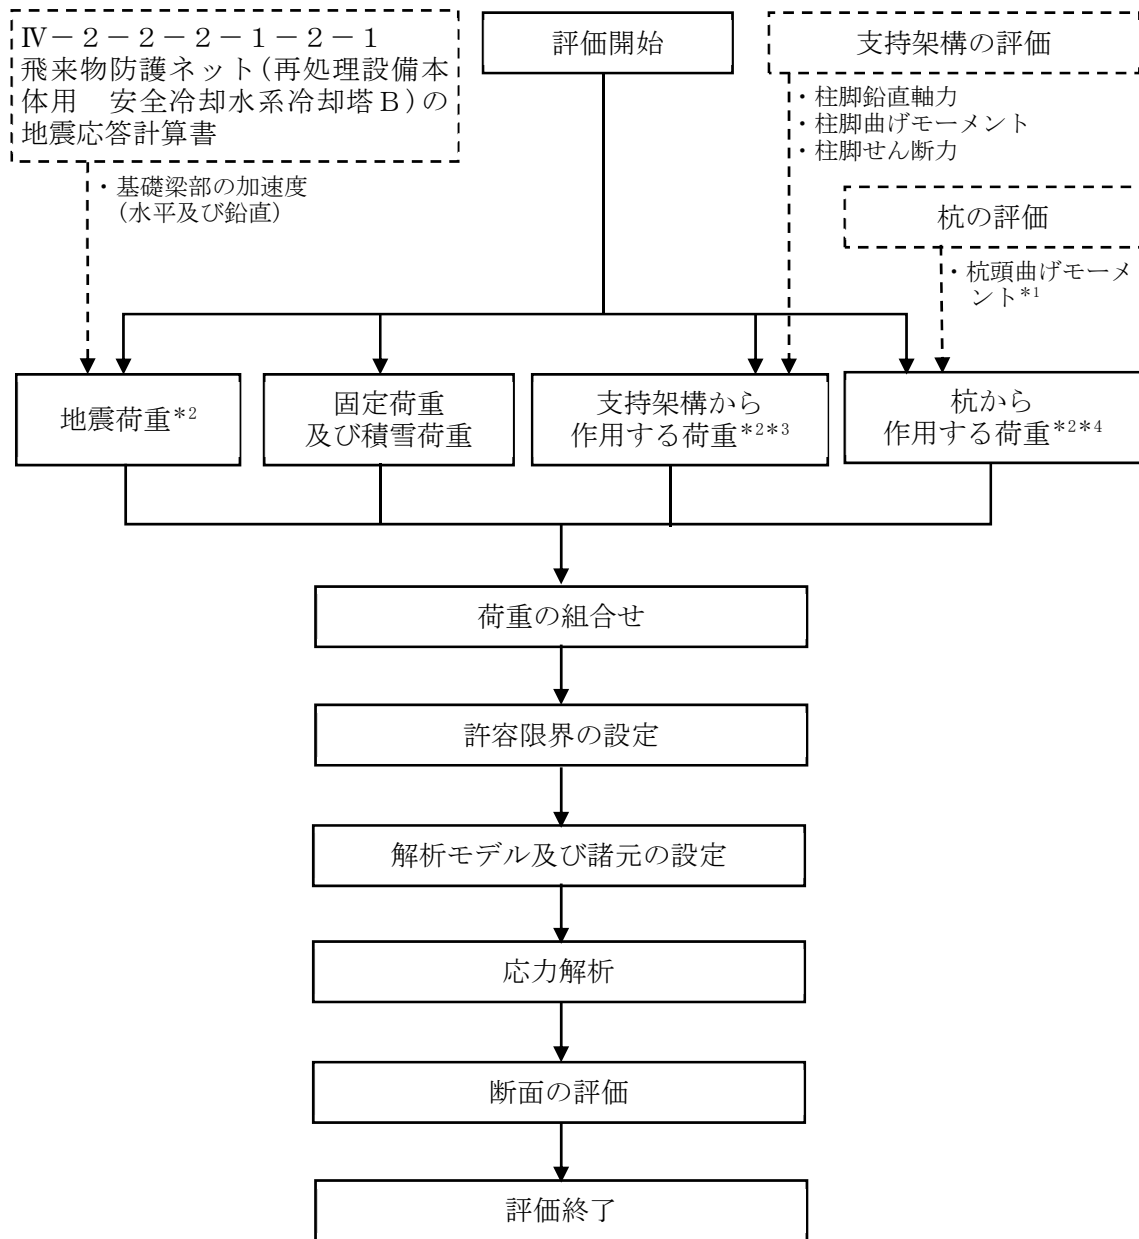 Ⅳ－２－２－２－１－２－１
飛来物防護ネット(再処理設備本
体用　安全冷却水系冷却塔Ｂ)の
地震応答計算書
評価開始
支持架構の評価
・柱脚鉛直軸力
・柱脚曲げモーメント
・柱脚せん断力
・基礎梁部の加速度
(水平及び鉛直)
杭の評価
・杭頭曲げモーメ
ント*1
地震荷重*2
固定荷重
及び積雪荷重
支持架構から
作用する荷重*2*3
杭から
作用する荷重*2*4
荷重の組合せ
許容限界の設定
解析モデル及び諸元の設定
応力解析
断面の評価
評価終了